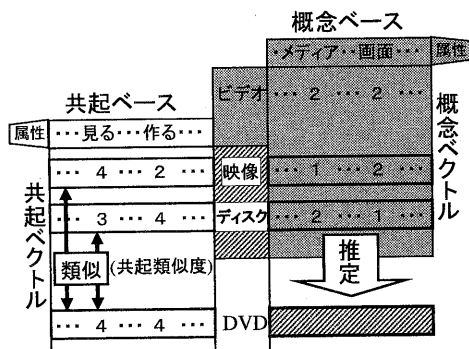 概念ベース
・メディア・・画面・・・ 属性
共起ベース ビデオ ・・・ 2 ・・・ 2 ・・・
属性 ・・・見る・・・作る・・・
・・・ 4 ・・・ 2 ・・・ 映像 ・・・ 1 ・・・ 2 ・・・
・・・ 3 ・・・ 4 ・・・ ディスク ・・・ 2 ・・・ 1 ・・・
共起ベクトル
概念ベクトル
類似 (共起類似度)
推定
・・・ 4 ・・・ 4 ・・・ DVD